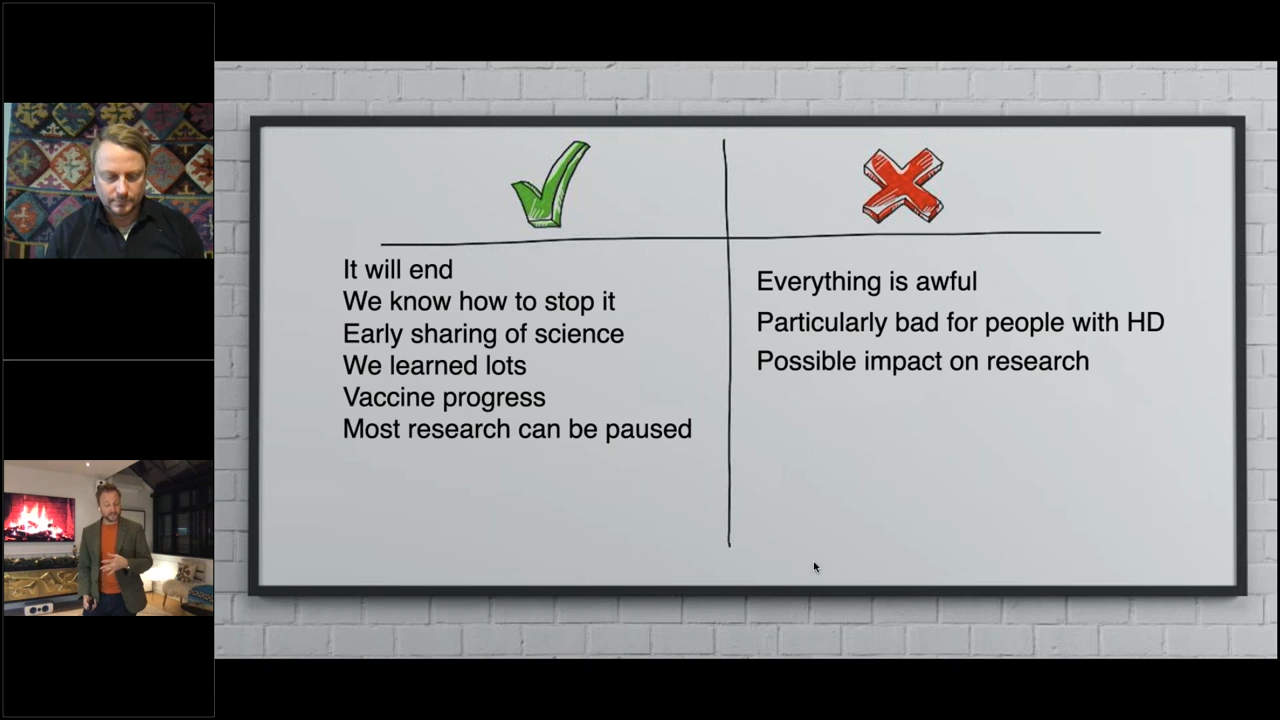 It will end
We know how to stop it
Early sharing of science
We learned lots
Vaccine progress
Most research can be paused
Everything is awful
Particularly bad for people with HD
Possible impact on research